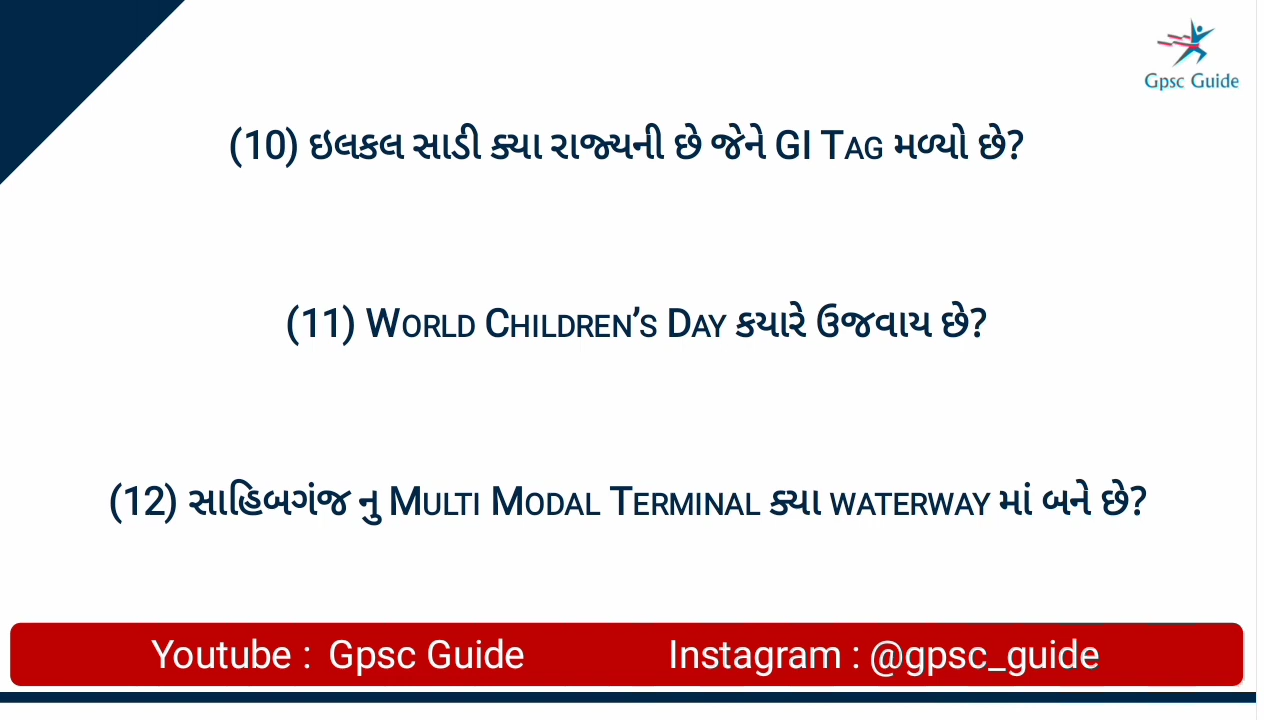 Gpsc Guide
(10) ઇલકલ સાડી ક્યા રાજ્યની છે જેને GI TAG મળ્યો છે?
(11) WORLD CHILDREN'S DAY કયારે ઉજવાય છે?
(12) સાહિબગંજ નુ MULTI MODAL TERMINAL ક્યા WATERWAY માં બને છે?
Youtube : Gpsc Guide Instagram : @gpsc_guide